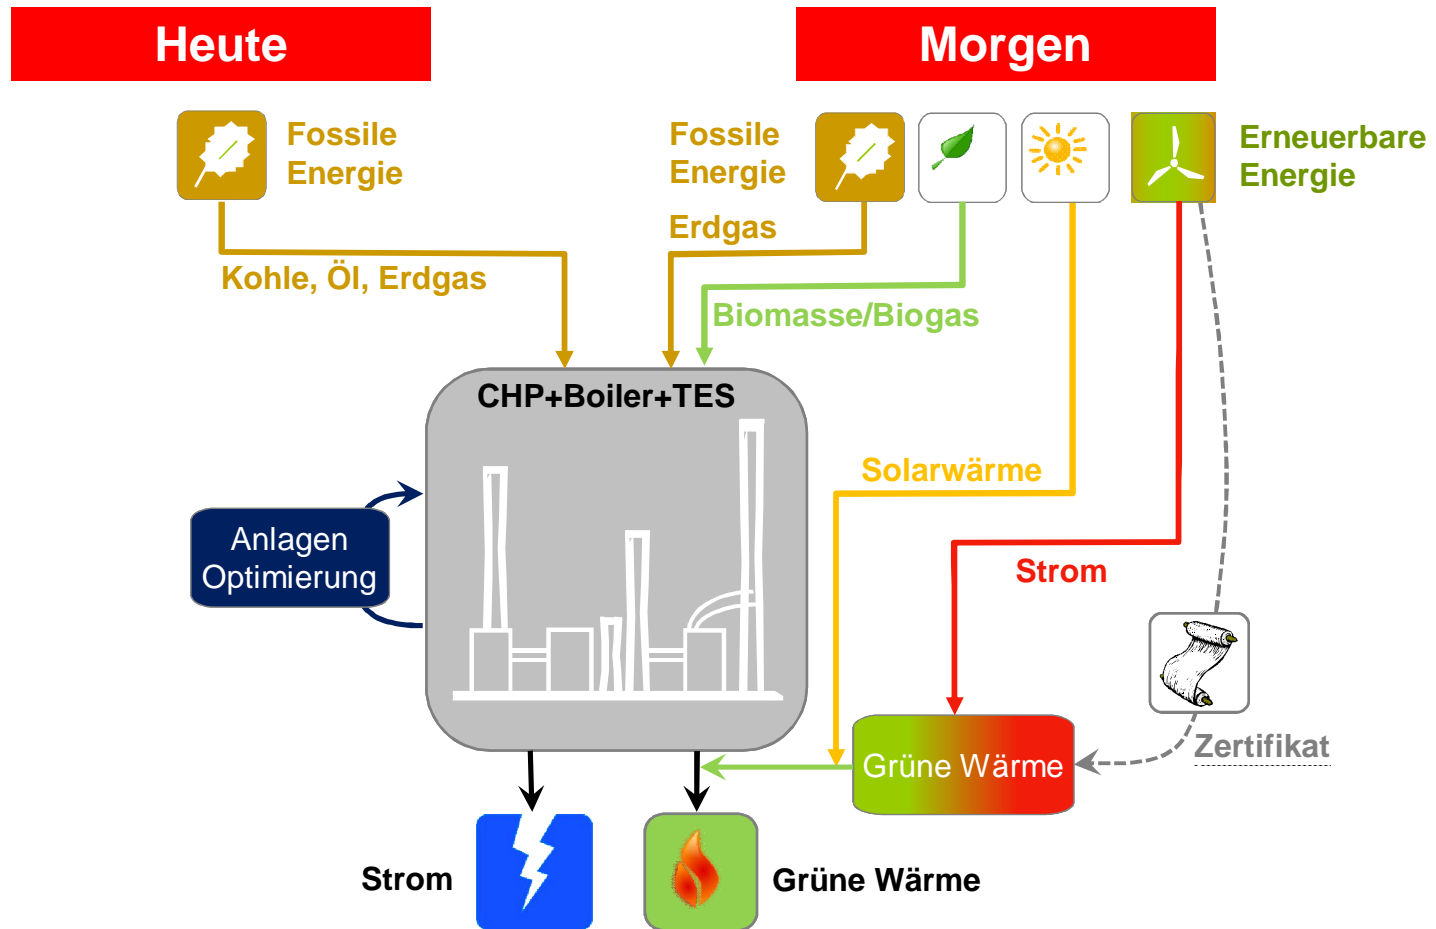 Heute
Morgen
Fossile
Energie
Fossile
Energie
Erneuerbare
Energie
Erdgas
Kohle, Öl, Erdgas
Biomasse/Biogas
CHP+Boiler+TES
Solarwärme
Anlagen
Optimierung
Strom
Zertifikat
Grüne Wärme
Strom
Grüne Wärme